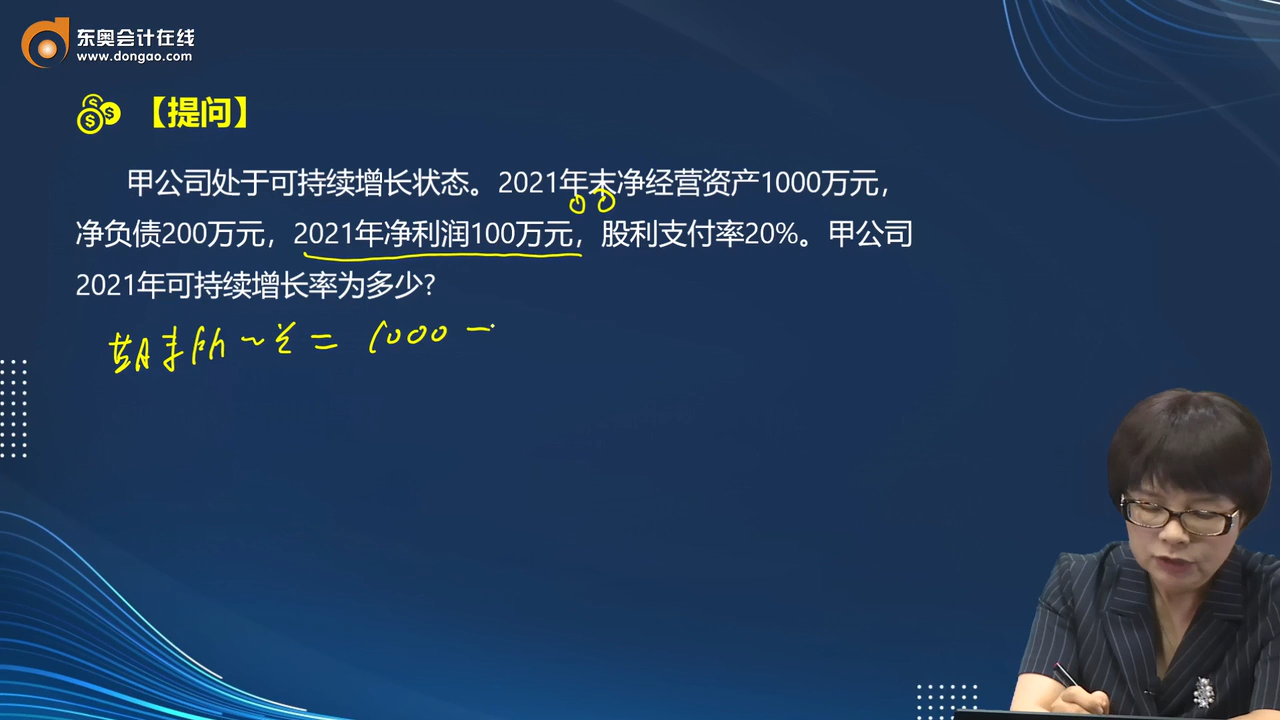 东奥会计在线
www.dongao.com
【提问】
甲公司处于可持续增长状态。2021年末净经营资产1000万元，
净负债200万元，2021年净利润100万元，股利支付率20%。甲公司
2021年可持续增长率为多少?
期末所~益 = 1000 -